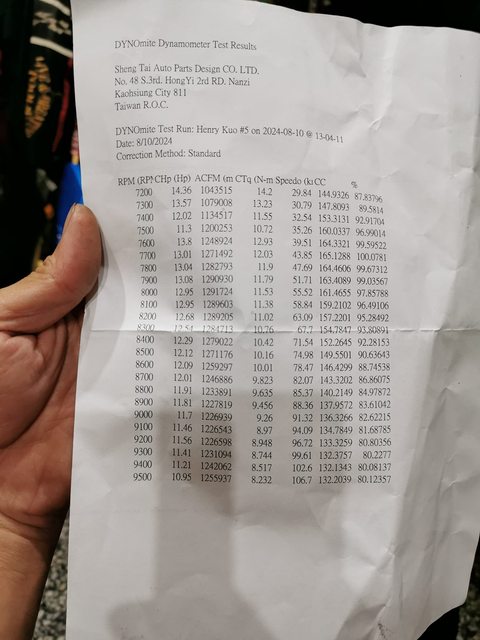 DYNOmite Dynamometer Test Results
Sheng Tai Auto Parts Design CO. LTD.
No. 48 S.3rd. HongYi 2rd RD. Nanzi
Kaohsiung City 811
Taiwan R.O.C.
DYNOmite Test Run: Henry Kuo #5 on 2024-08-10 @ 13-04-11
Date: 8/10/2024
Correction Method: Standard
RPM (RPM CHp (Hp) ACFM (m CTq (N-m Speedo (ki CC %
7200 14.36 1043515 14.2 29.84 144.9326 87.83796
7300 13.57 1079008 13.23 30.79 147.8093 89.5814
7400 12.02 1134517 11.55 32.54 153.3131 92.91704
7500 11.3 1200253 10.72 35.26 160.0337 96.99014
7600 13.8 1248924 12.93 39.51 164.3321 99.59522
7700 13.01 1271492 12.03 43.85 165.1288 100.0781
7800 13.04 1282793 11.9 47.69 164.4606 99.67312
7900 13.08 1290930 11.79 51.71 163.4089 99.03567
8000 12.95 1291724 11.53 55.52 161.4655 97.85788
8100 12.95 1289603 11.38 58.84 159.2102 96.49106
8200 12.68 1289205 11.02 63.09 157.2201 95.28492
8300 12.54 1284713 10.76 67.7 154.7847 93.80891
8400 12.29 1279022 10.42 71.54 152.2645 92.28153
8500 12.12 1271176 10.16 74.98 149.5501 90.63643
8600 12.09 1259297 10.01 78.47 146.4299 88.74538
8700 12.01 1246886 9.823 82.07 143.3202 86.86075
8800 11.91 1233891 9.635 85.37 140.2149 84.97872
8900 11.81 1227819 9.456 88.36 137.9572 83.61042
9000 11.7 1226939 9.26 91.32 136.3266 82.62215
9100 11.46 1226543 8.97 94.09 134.7849 81.68785
9200 11.56 1226598 8.948 96.72 133.3259 80.80356
9300 11.41 1231094 8.744 99.61 132.3757 80.2277
9400 11.21 1242062 8.517 102.6 132.1343 80.08137
9500 10.95 1255937 8.232 106.7 132.2039 80.12357